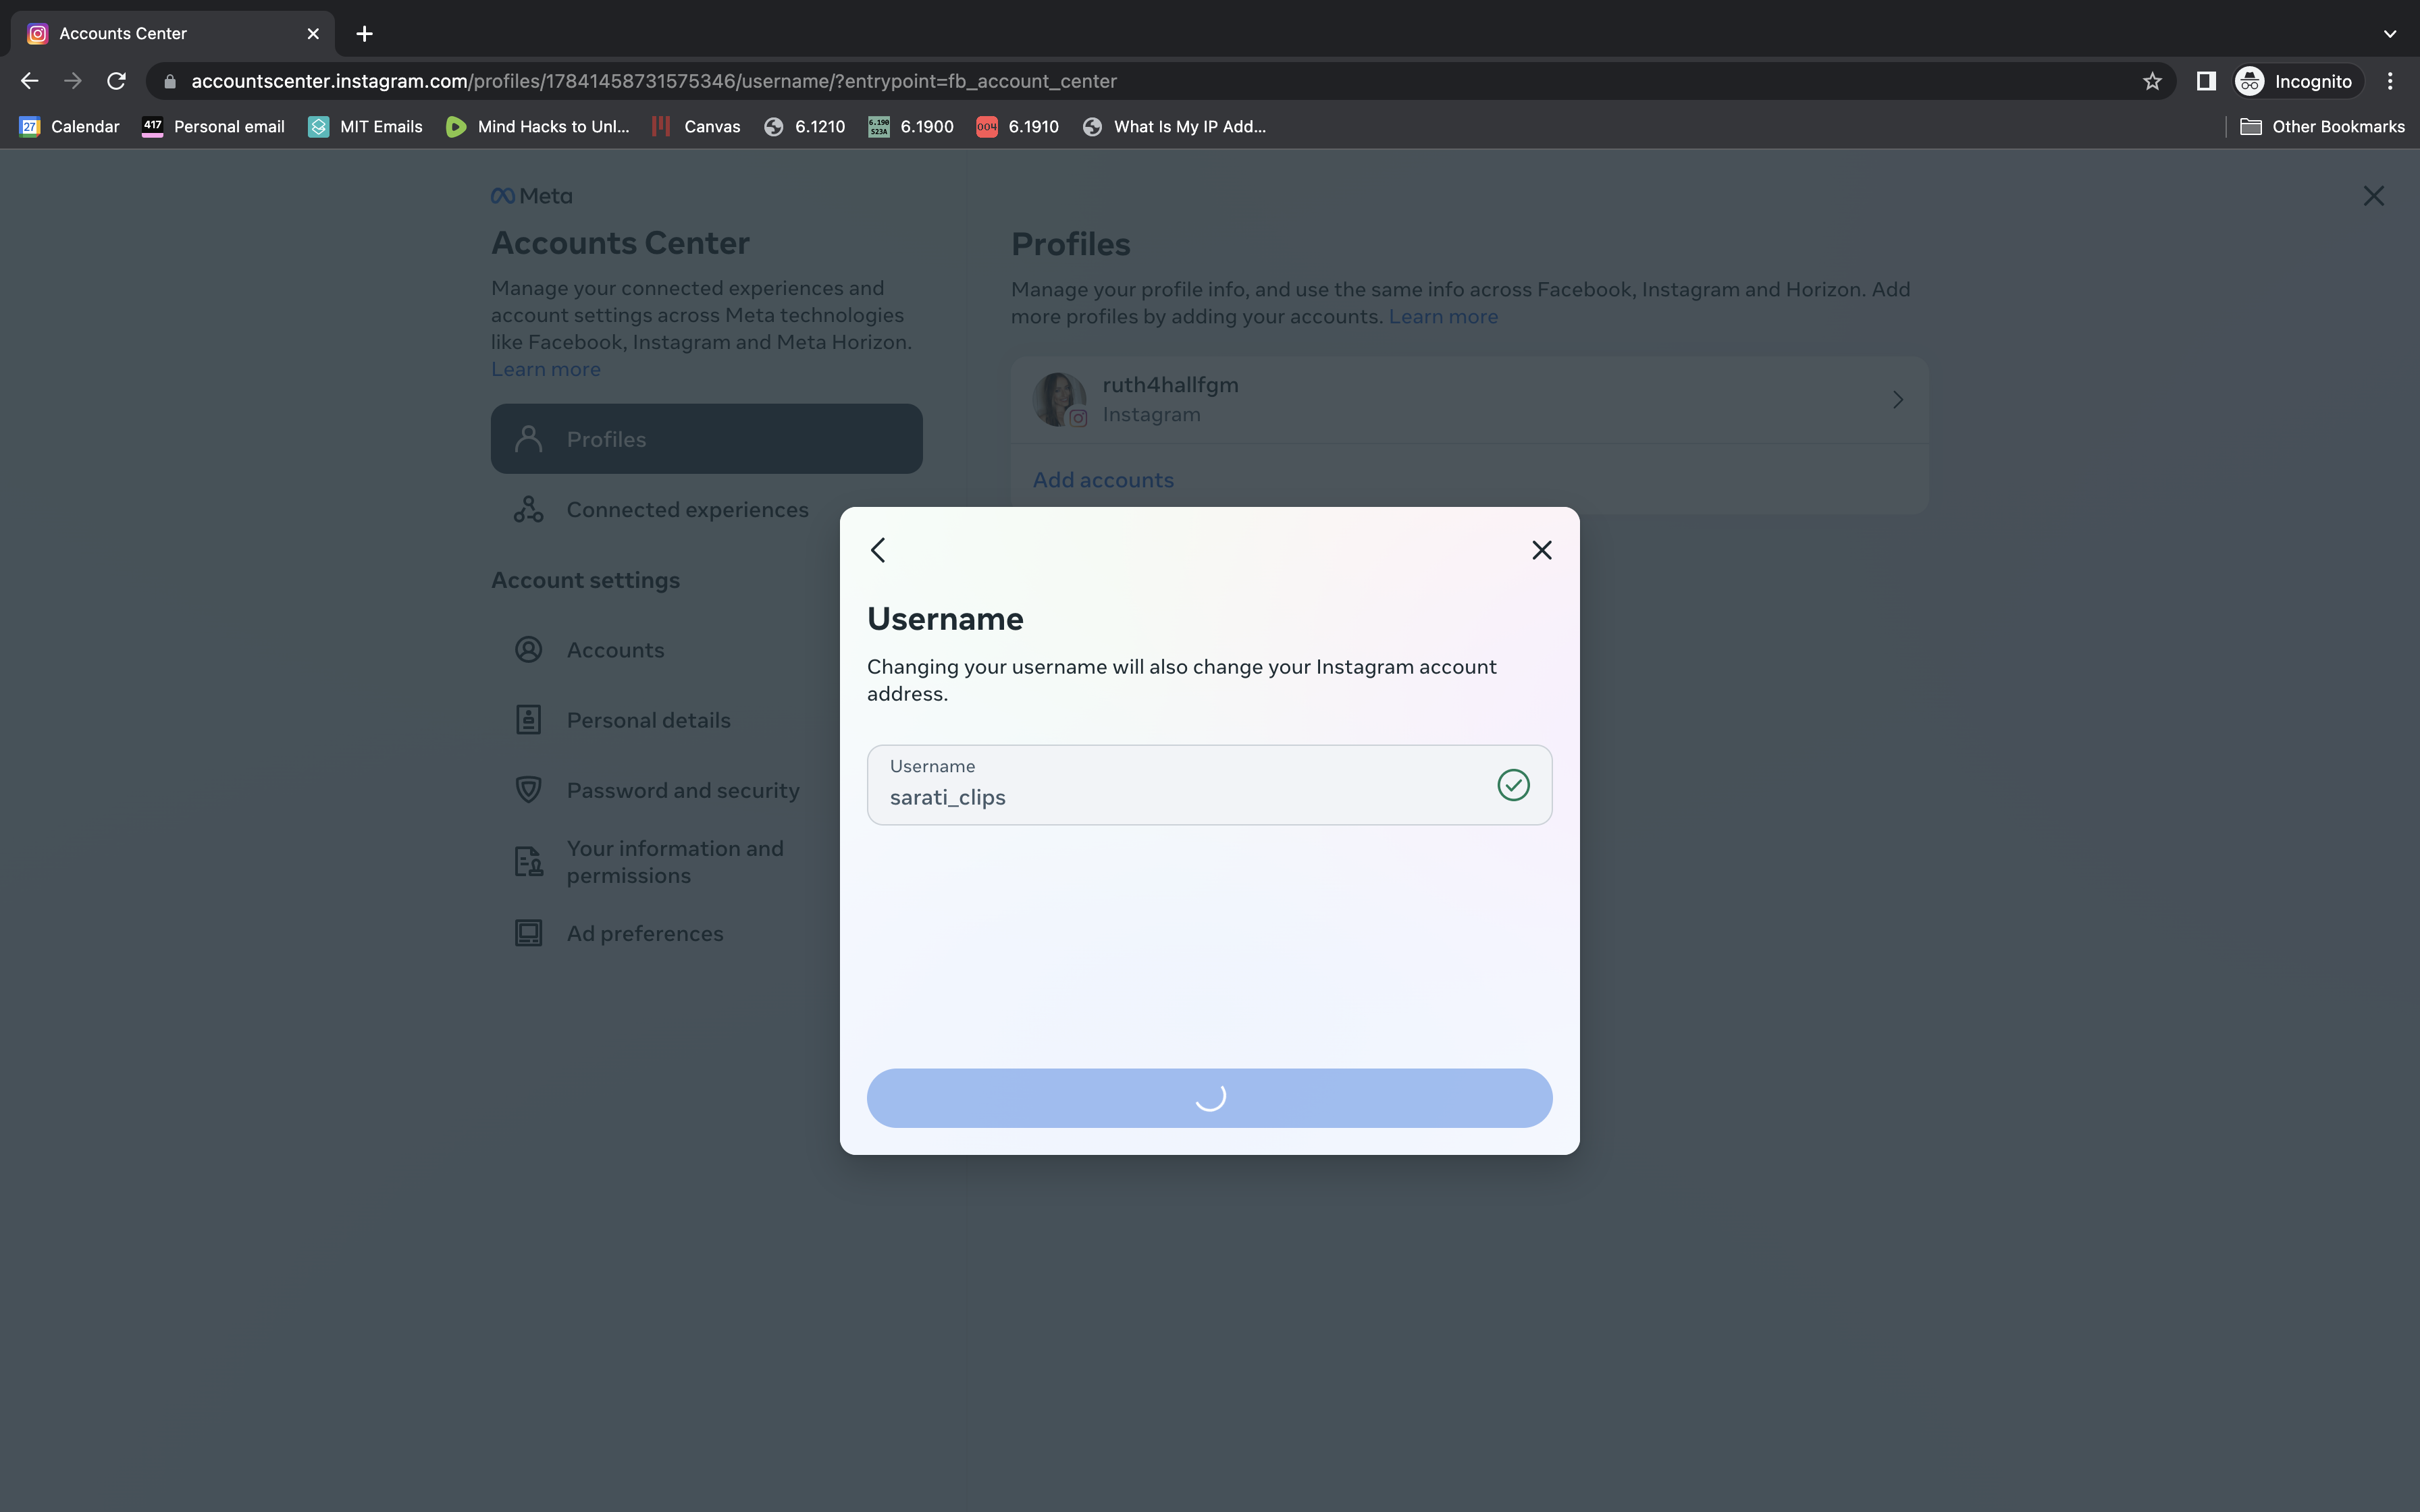 Accounts Center
accountscenter.instagram.com/profiles/17841458731575346/username/?entrypoint=fb_account_center
Incognito
27 Calendar
417 Personal email
MIT Emails
Mind Hacks to Unl...
Canvas
6.1210
6.190 S23A 6.1900
004 6.1910
What Is My IP Add...
Other Bookmarks
Meta
Accounts Center
Manage your connected experiences and
account settings across Meta technologies
like Facebook, Instagram and Meta Horizon.
Learn more
Profiles
Connected experiences
Account settings
Accounts
Personal details
Password and security
Your information and
permissions
Ad preferences
Profiles
Manage your profile info, and use the same info across Facebook, Instagram and Horizon. Add
more profiles by adding your accounts. Learn more
ruth4hallfgm
Instagram
Add accounts
Username
Changing your username will also change your Instagram account
address.
Username
sarati_clips